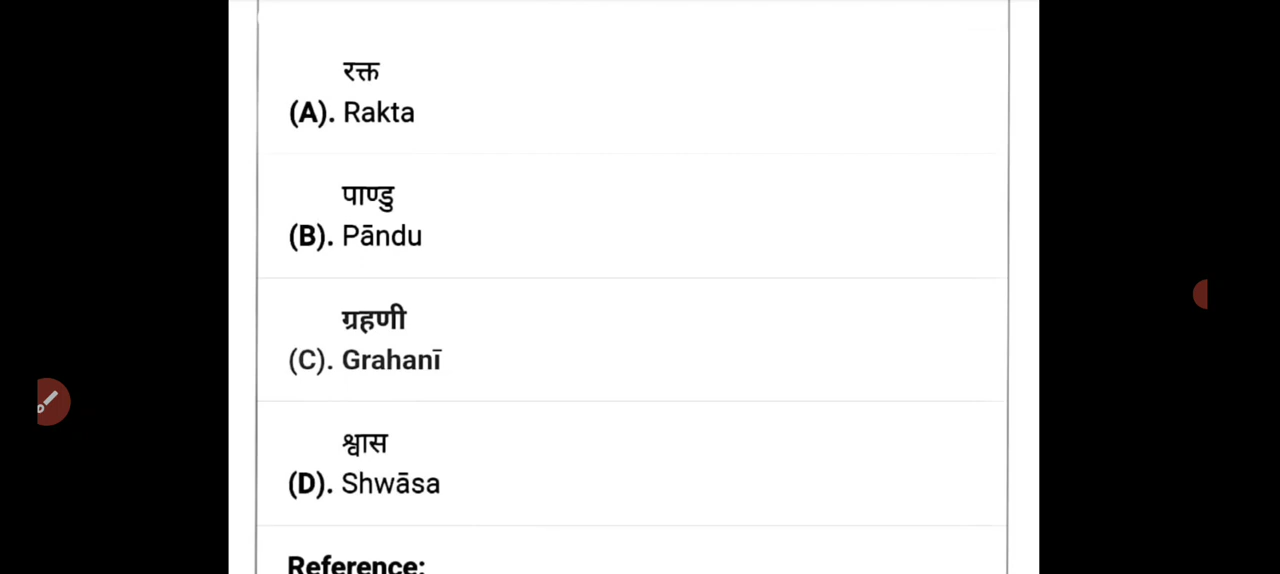 रक्त
(A). Rakta
पाण्डु
(B). Pāndu
ग्रहणी
(C). Grahanī
श्वास
(D). Shwāsa
Reference: